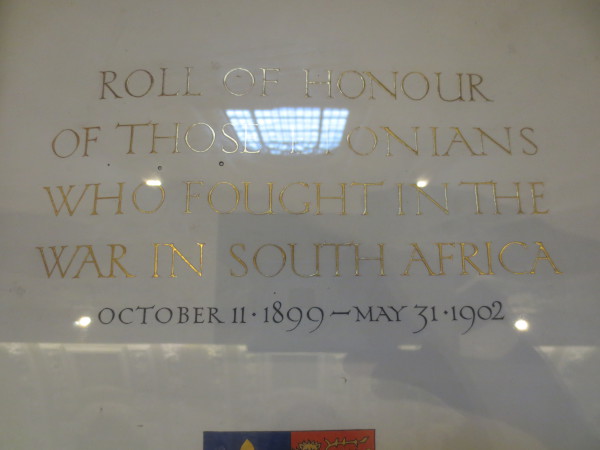 ROLL OF HONOUR
OF THOSE ETONIANS
WHO FOUGHT IN THE
WAR IN SOUTH AFRICA
OCTOBER 11 · 1899 — MAY 31 · 1902